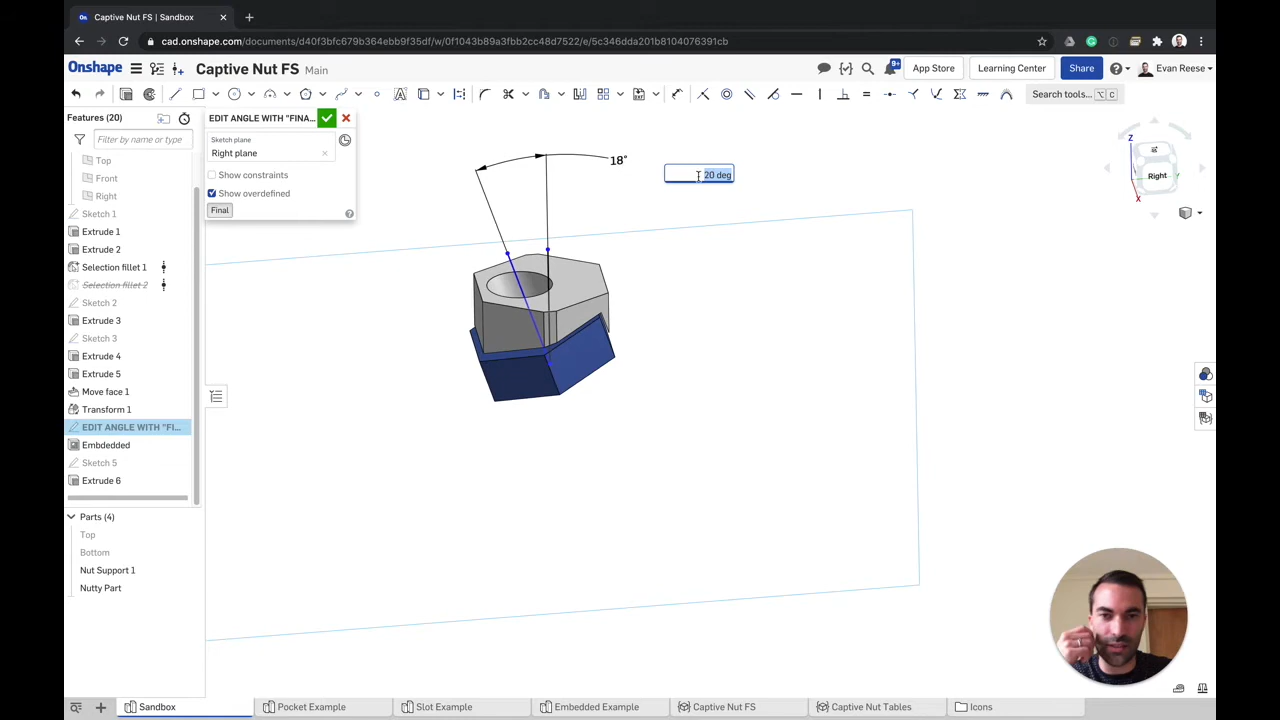 Captive Nut FS | Sandbox
cad.onshape.com/documents/d40f3bfc679b364ebb9f35df/w/0f1043b89a3fbb2cc48d7522/e/5c346dda201b8104076391cb
Onshape
Captive Nut FS Main
9+
App Store
Learning Center
Share
Evan Reese
Search tools...
⌥ C
Features (20)
Filter by name or type
Top
Front
Right
Sketch 1
Extrude 1
Extrude 2
Selection fillet 1
Selection fillet 2
Sketch 2
Extrude 3
Sketch 3
Extrude 4
Extrude 5
Move face 1
Transform 1
EDIT ANGLE WITH "FI...
Embdedded
Sketch 5
Extrude 6
Parts (4)
Top
Bottom
Nut Support 1
Nutty Part
EDIT ANGLE WITH "FINA...
Sketch plane
Right plane
Show constraints
Show overdefined
Final
18°
20 deg
Z
Right
Y
X
Sandbox
Pocket Example
Slot Example
Embedded Example
Captive Nut FS
Captive Nut Tables
Icons